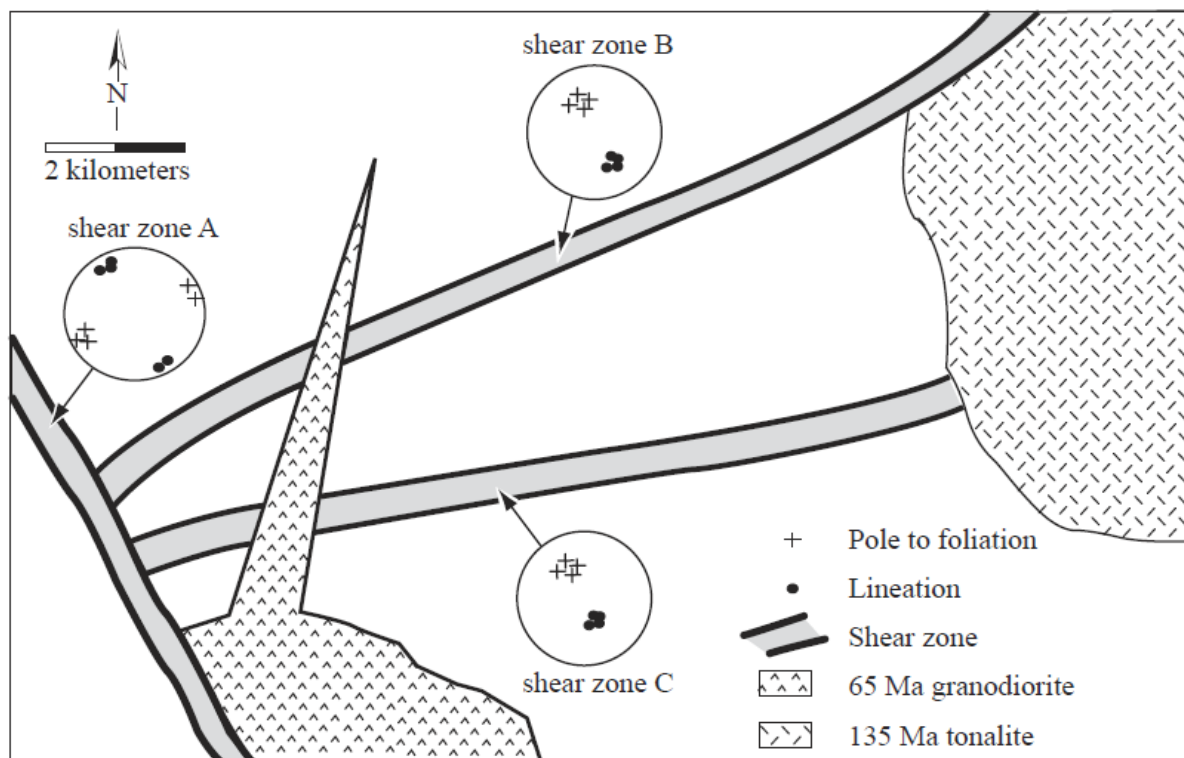 shear zone B
N
2 kilometers
shear zone A
Pole to foliation
Lineation
Shear zone
shear zone C
65 Ma granodiorite
135 Ma tonalite